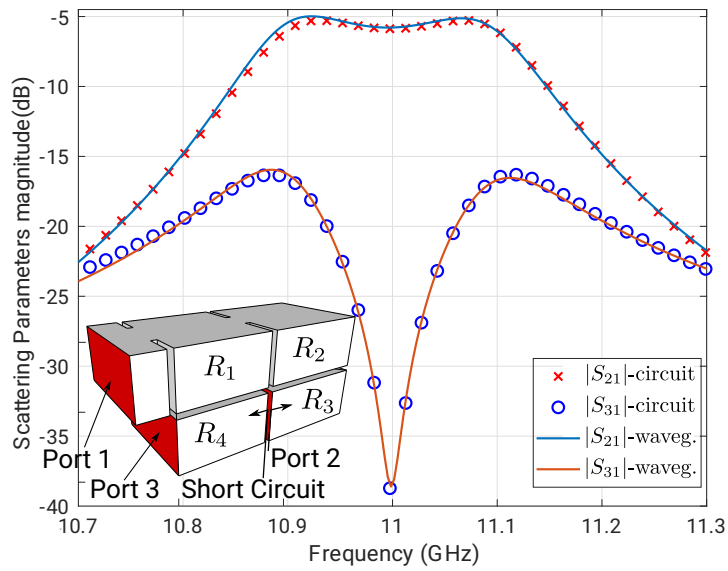 Scattering Parameters magnitude(dB)
-5
-10
-15
-20
-25
-30
-35
-40
10.7
10.8
10.9
11
11.1
11.2
11.3
Frequency (GHz)
R₁
R₂
R₃
R₄
Port 1
Port 2
Port 3
Short Circuit
|S₂₁|-circuit
|S₃₁|-circuit
|S₂₁|-waveg.
|S₃₁|-waveg.